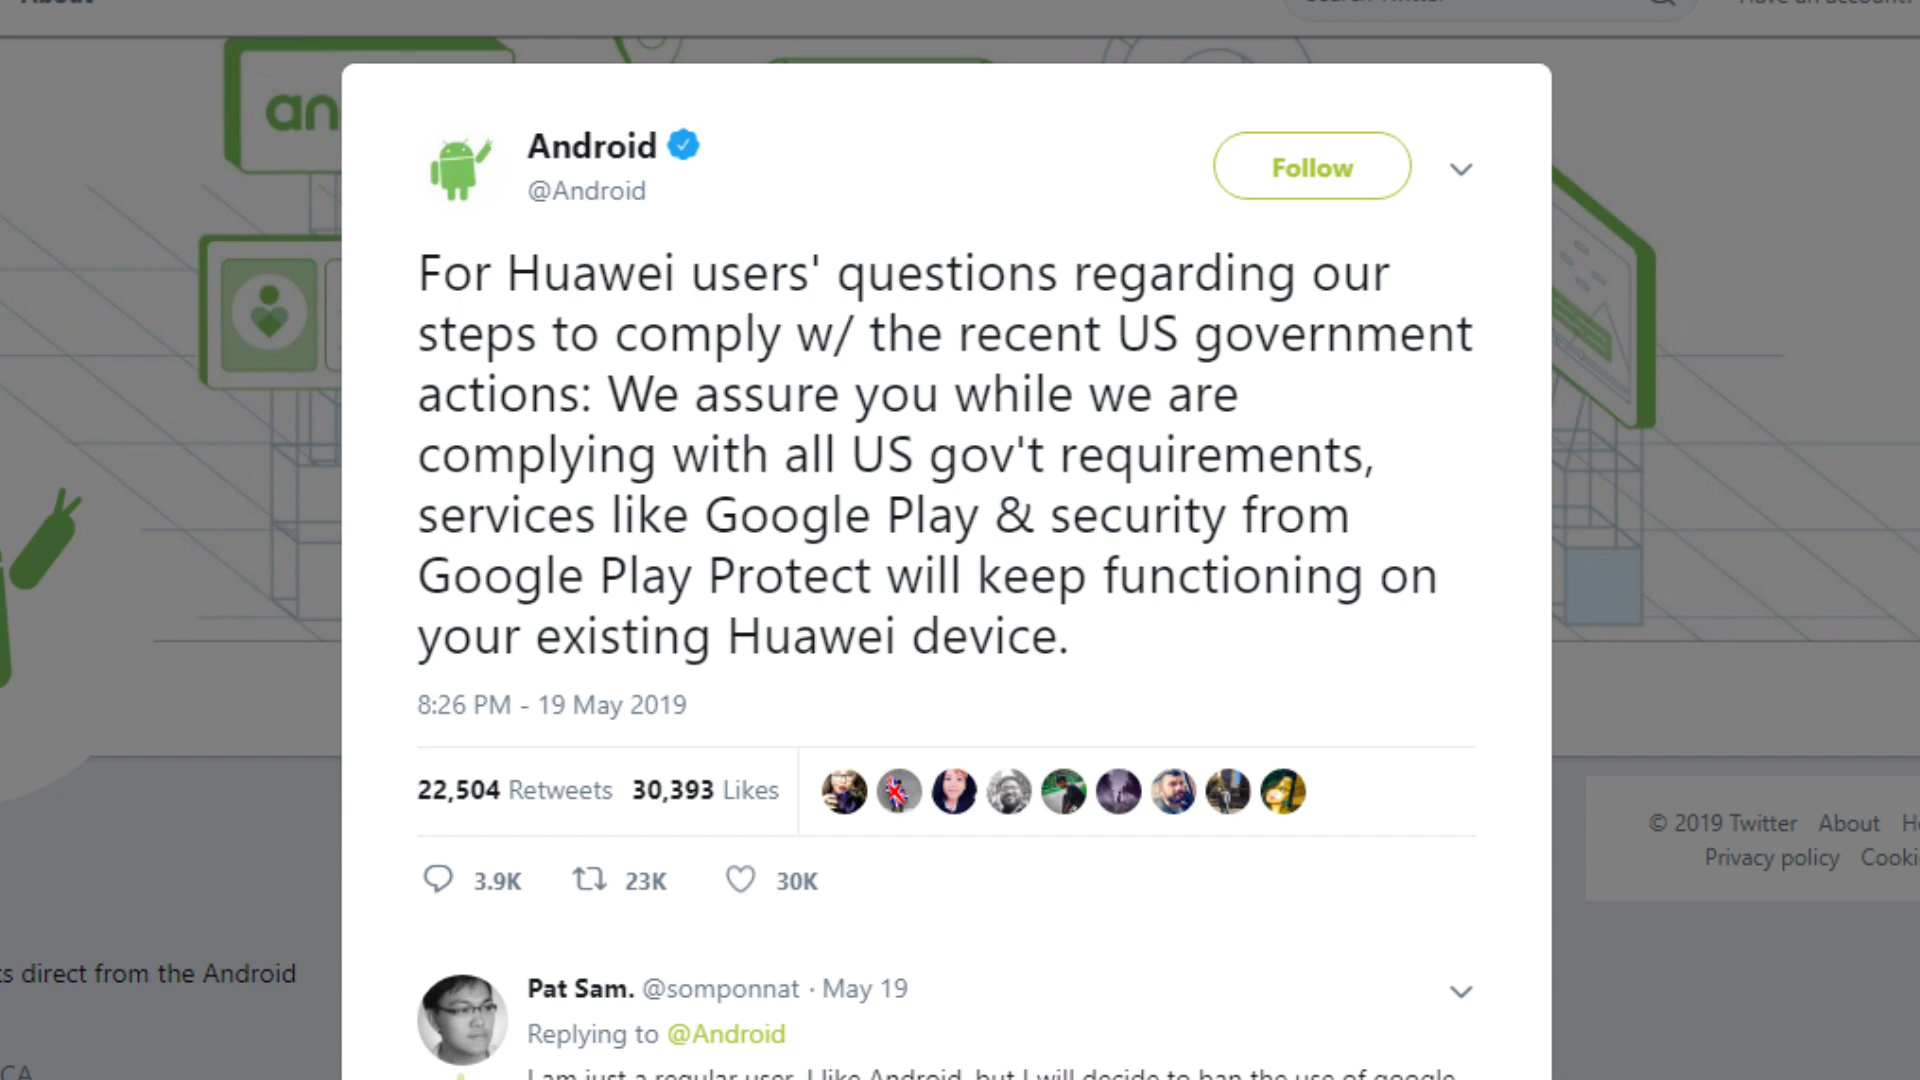 About
an
Android
@Android
Follow
For Huawei users' questions regarding our
steps to comply w/ the recent US government
actions: We assure you while we are
complying with all US gov't requirements,
services like Google Play & security from
Google Play Protect will keep functioning on
your existing Huawei device.
8:26 PM - 19 May 2019
22,504 Retweets 30,393 Likes
3.9K 23K 30K
© 2019 Twitter About
Privacy policy Cooki
s direct from the Android
CA
Pat Sam. @somponnat · May 19
Replying to @Android
I am just a regular user, I like Android, but I will decide to ban the use of google